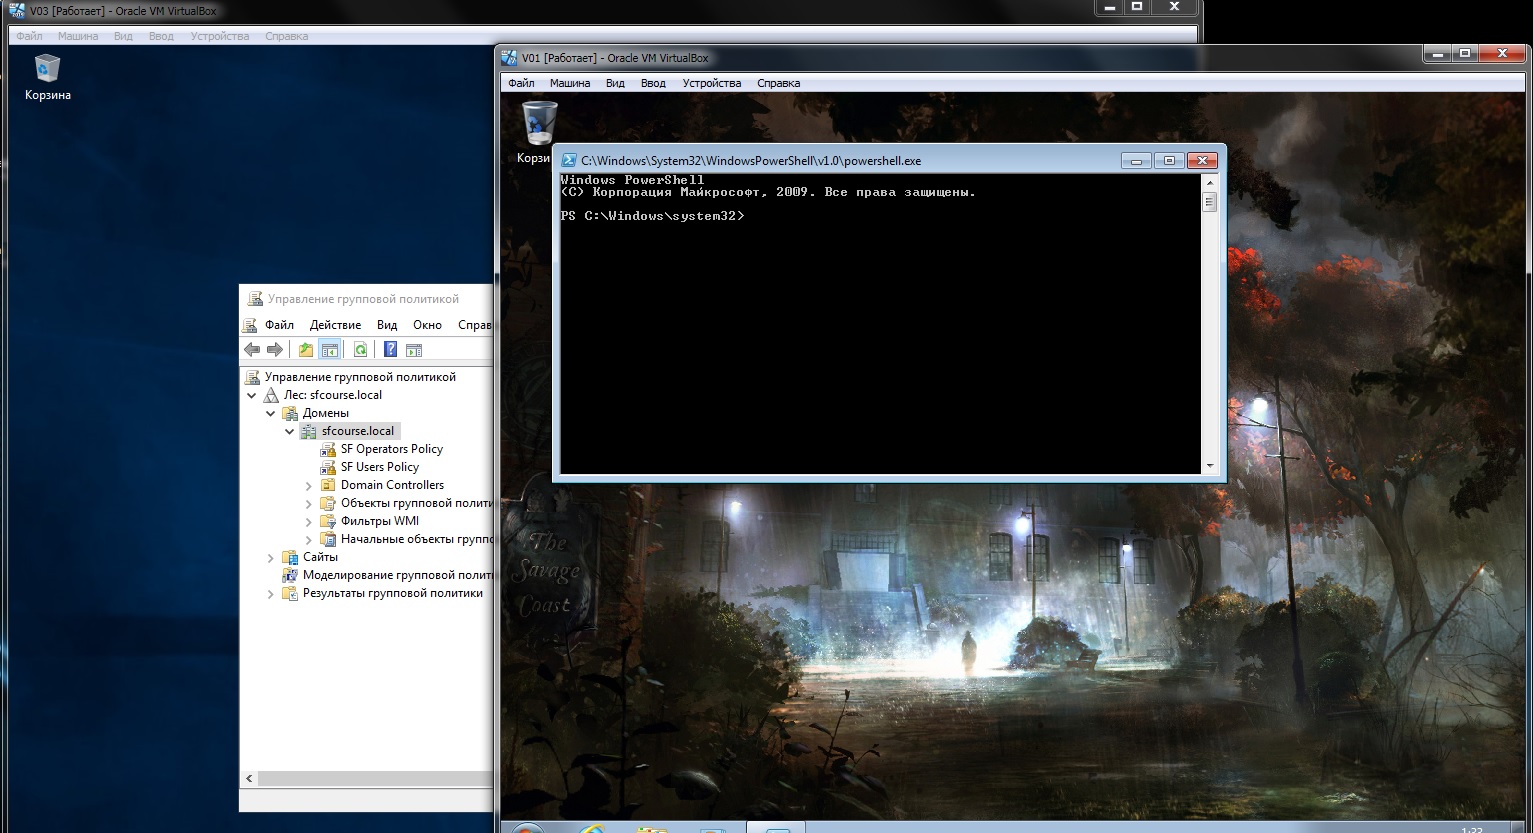 V03 [Работает] - Oracle VM VirtualBox
Файл Машина Вид Ввод Устройства Справка
Корзина
Управление групповой политикой
Файл Действие Вид Окно Справ
Управление групповой политикой
Лес: sfcourse.local
Домены
sfcourse.local
SF Operators Policy
SF Users Policy
Domain Controllers
Объекты групповой полити
Фильтры WMI
Начальные объекты группо
Сайты
Моделирование групповой полит
Результаты групповой политики
V01 [Работает] - Oracle VM VirtualBox
Файл Машина Вид Ввод Устройства Справка
Корзи
C:\Windows\System32\WindowsPowerShell\v1.0\powershell.exe
Windows PowerShell
(C) Корпорация Майкрософт, 2009. Все права защищены.
PS C:\Windows\system32>
The
Savage
Coast